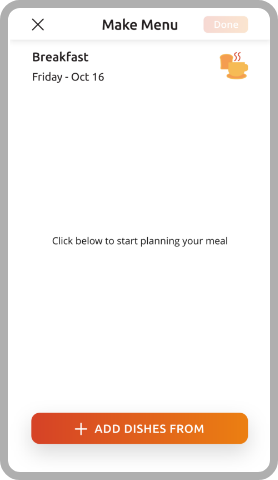 Make Menu
Done
Breakfast
Friday - Oct 16
Click below to start planning your meal
ADD DISHES FROM